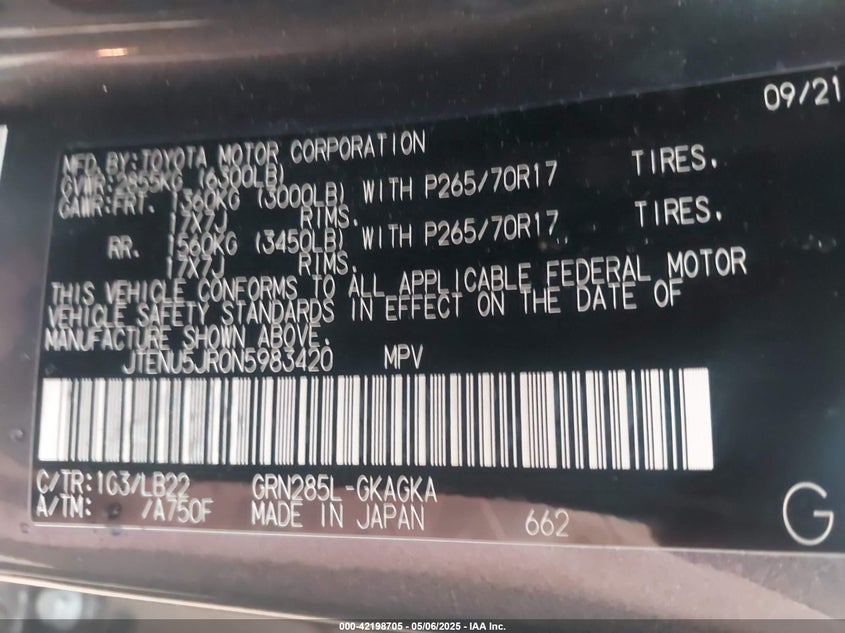 09/21
MFD.BY:TOYOTA MOTOR CORPORATION
GVWR:2855KG (6300LB)
GAWR:FRT. 1360KG (3000LB) WITH P265/70R17 TIRES.
17X7J RIMS.
RR. 1560KG (3450LB) WITH P265/70R17 TIRES.
17X7J RIMS.
THIS VEHICLE CONFORMS TO ALL APPLICABLE FEDERAL MOTOR
VEHICLE SAFETY STANDARDS IN EFFECT ON THE DATE OF
MANUFACTURE SHOWN ABOVE.
JTENU5JR0N5983420 MPV
C/TR:1G3/LB22 GRN285L-GKAGKA
A/TM: /A750F MADE IN JAPAN 662 G
000-42198705 — 05/06/2025 — IAA Inc.